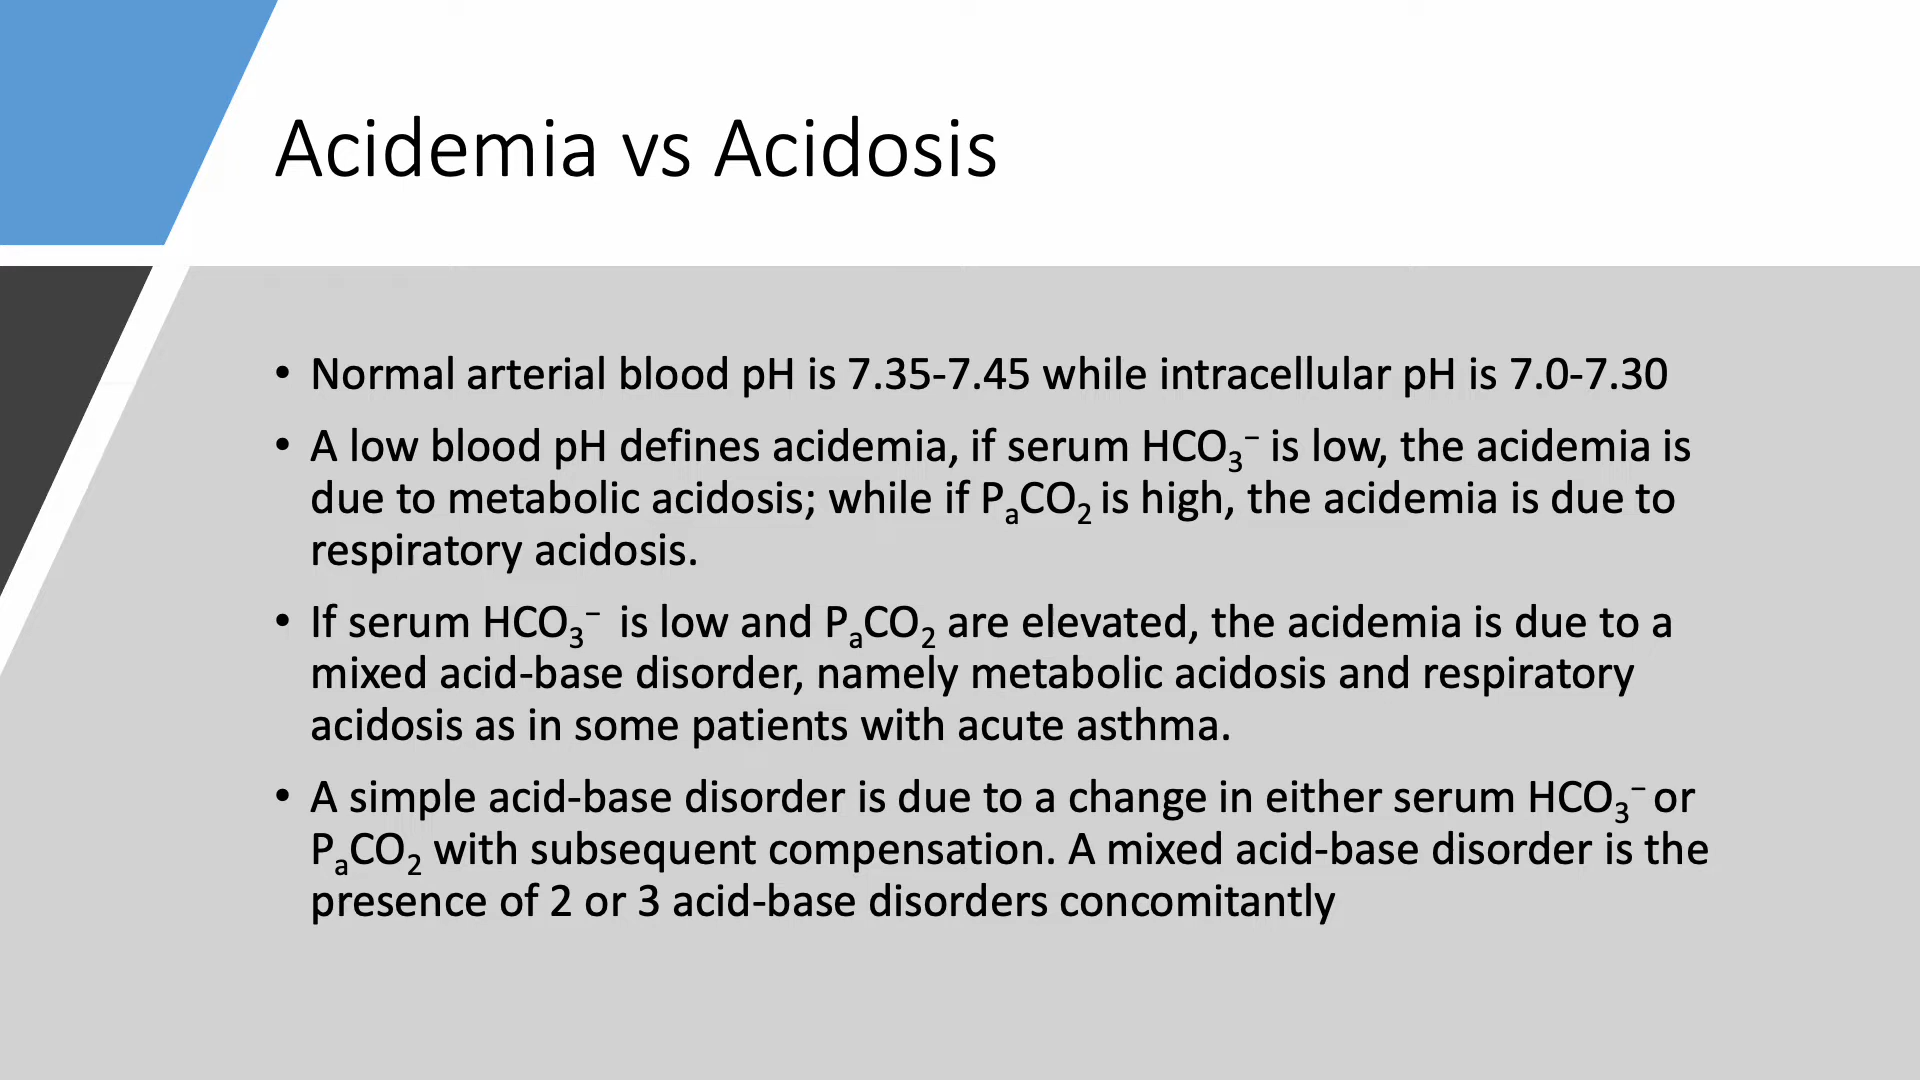 Acidemia vs Acidosis
• Normal arterial blood pH is 7.35-7.45 while intracellular pH is 7.0-7.30
• A low blood pH defines acidemia, if serum HCO₃⁻ is low, the acidemia is
due to metabolic acidosis; while if PₐCO₂ is high, the acidemia is due to
respiratory acidosis.
• If serum HCO₃⁻ is low and PₐCO₂ are elevated, the acidemia is due to a
mixed acid-base disorder, namely metabolic acidosis and respiratory
acidosis as in some patients with acute asthma.
• A simple acid-base disorder is due to a change in either serum HCO₃⁻ or
PₐCO₂ with subsequent compensation. A mixed acid-base disorder is the
presence of 2 or 3 acid-base disorders concomitantly